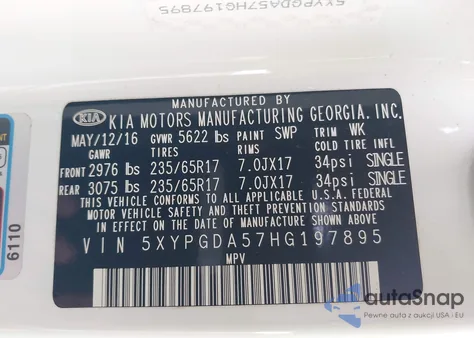 5XYPGDA57HG197895
MANUFACTURED BY
KIA KIA MOTORS MANUFACTURING GEORGIA, INC.
MAY/12/16 GVWR 5622 lbs PAINT SWP TRIM WK
GAWR TIRES RIMS COLD TIRE INFLATION
FRONT 2976 lbs 235/65R17 7.0JX17 34psi SINGLE
REAR 3075 lbs 235/65R17 7.0JX17 34psi SINGLE
THIS VEHICLE CONFORMS TO ALL APPLICABLE U.S. FEDERAL
MOTOR VEHICLE SAFETY AND THEFT PREVENTION STANDARDS
IN EFFECT ON THE DATE OF MANUFACTURE SHOWN ABOVE.
VIN 5XYPGDA57HG197895
MPV
6110
autaSnap
Pewne auta z aukcji USA i EU